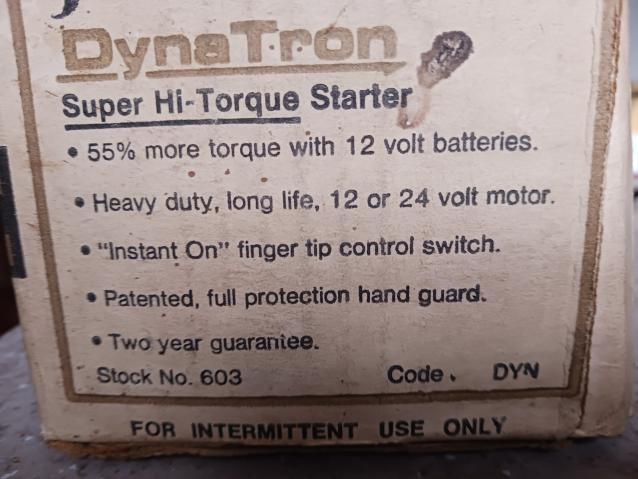 DynaTron
Super Hi-Torque Starter
• 55% more torque with 12 volt batteries.
• Heavy duty, long life, 12 or 24 volt motor.
• "Instant On" finger tip control switch.
• Patented, full protection hand guard.
• Two year guarantee.
Stock No. 603 Code. DYN
FOR INTERMITTENT USE ONLY